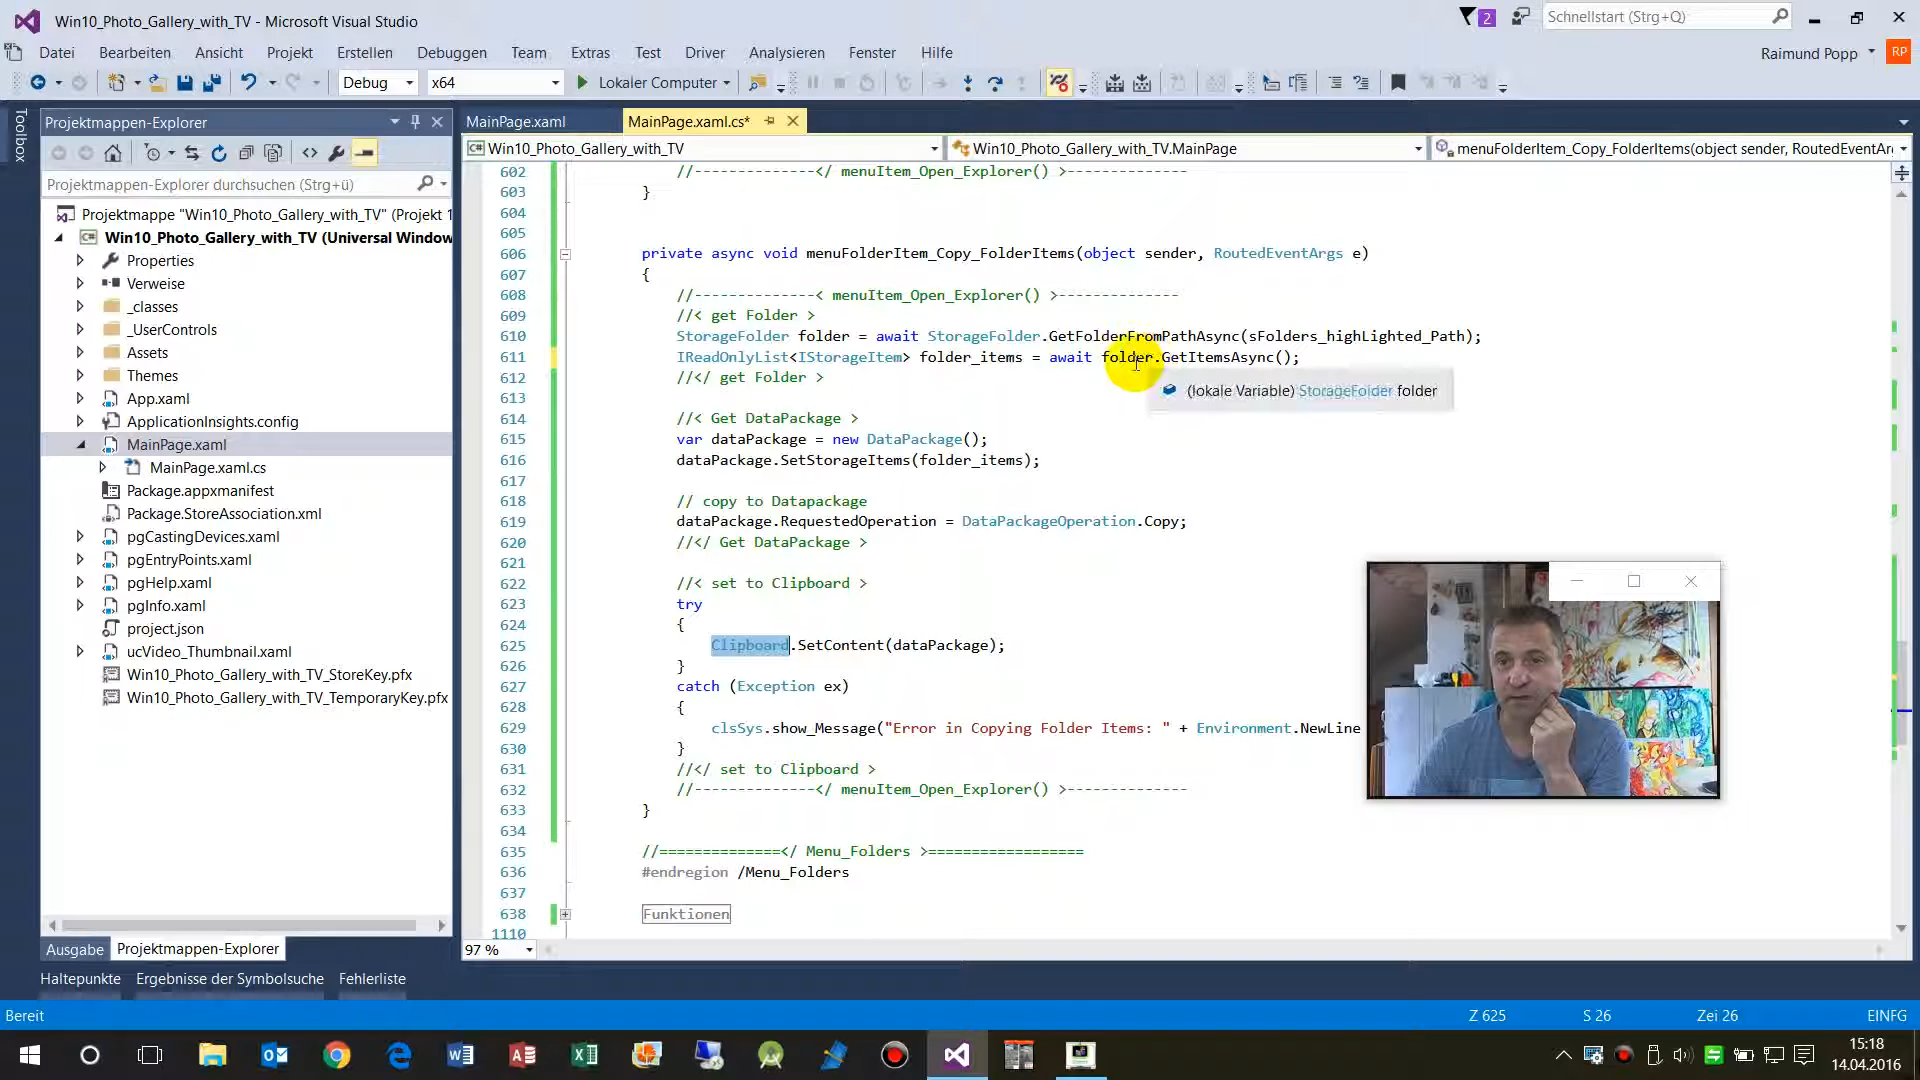 Win10_Photo_Gallery_with_TV - Microsoft Visual Studio
2
Schnellstart (Strg+Q)
Datei Bearbeiten Ansicht Projekt Erstellen Debuggen Team Extras Test Driver Analysieren Fenster Hilfe
Raimund Popp
RP
Debug x64 Lokaler Computer
Toolbox
Projektmappen-Explorer
Projektmappen-Explorer durchsuchen (Strg+ü)
Projektmappe "Win10_Photo_Gallery_with_TV" (Projekt 1
Win10_Photo_Gallery_with_TV (Universal Window
Properties
Verweise
_classes
_UserControls
Assets
Themes
App.xaml
ApplicationInsights.config
MainPage.xaml
MainPage.xaml.cs
Package.appxmanifest
Package.StoreAssociation.xml
pgCastingDevices.xaml
pgEntryPoints.xaml
pgHelp.xaml
pgInfo.xaml
project.json
ucVideo_Thumbnail.xaml
Win10_Photo_Gallery_with_TV_StoreKey.pfx
Win10_Photo_Gallery_with_TV_TemporaryKey.pfx
Ausgabe Projektmappen-Explorer
MainPage.xaml MainPage.xaml.cs*
Win10_Photo_Gallery_with_TV Win10_Photo_Gallery_with_TV.MainPage menuFolderItem_Copy_FolderItems(object sender, RoutedEventAr
602 //--------------</ menuItem_Open_Explorer() >--------------
603 }
604
605
606 private async void menuFolderItem_Copy_FolderItems(object sender, RoutedEventArgs e)
607 {
608 //--------------< menuItem_Open_Explorer() >--------------
609 //< get Folder >
610 StorageFolder folder = await StorageFolder.GetFolderFromPathAsync(sFolders_highLighted_Path);
611 IReadOnlyList<IStorageItem> folder_items = await folder.GetItemsAsync();
612 //</ get Folder >
(lokale Variable) StorageFolder folder
613
614 //< Get DataPackage >
615 var dataPackage = new DataPackage();
616 dataPackage.SetStorageItems(folder_items);
617
618 // copy to Datapackage
619 dataPackage.RequestedOperation = DataPackageOperation.Copy;
620 //</ Get DataPackage >
621
622 //< set to Clipboard >
623 try
624 {
625 Clipboard.SetContent(dataPackage);
626 }
627 catch (Exception ex)
628 {
629 clsSys.show_Message("Error in Copying Folder Items: " + Environment.NewLine
630 }
631 //</ set to Clipboard >
632 //--------------</ menuItem_Open_Explorer() >--------------
633 }
634
635 //==============</ Menu_Folders >==================
636 #endregion /Menu_Folders
637
638 Funktionen
1110
97 %
Haltepunkte Ergebnisse der Symbolsuche Fehlerliste
Bereit Z 625 S 26 Zei 26 EINFG
15:18
14.04.2016